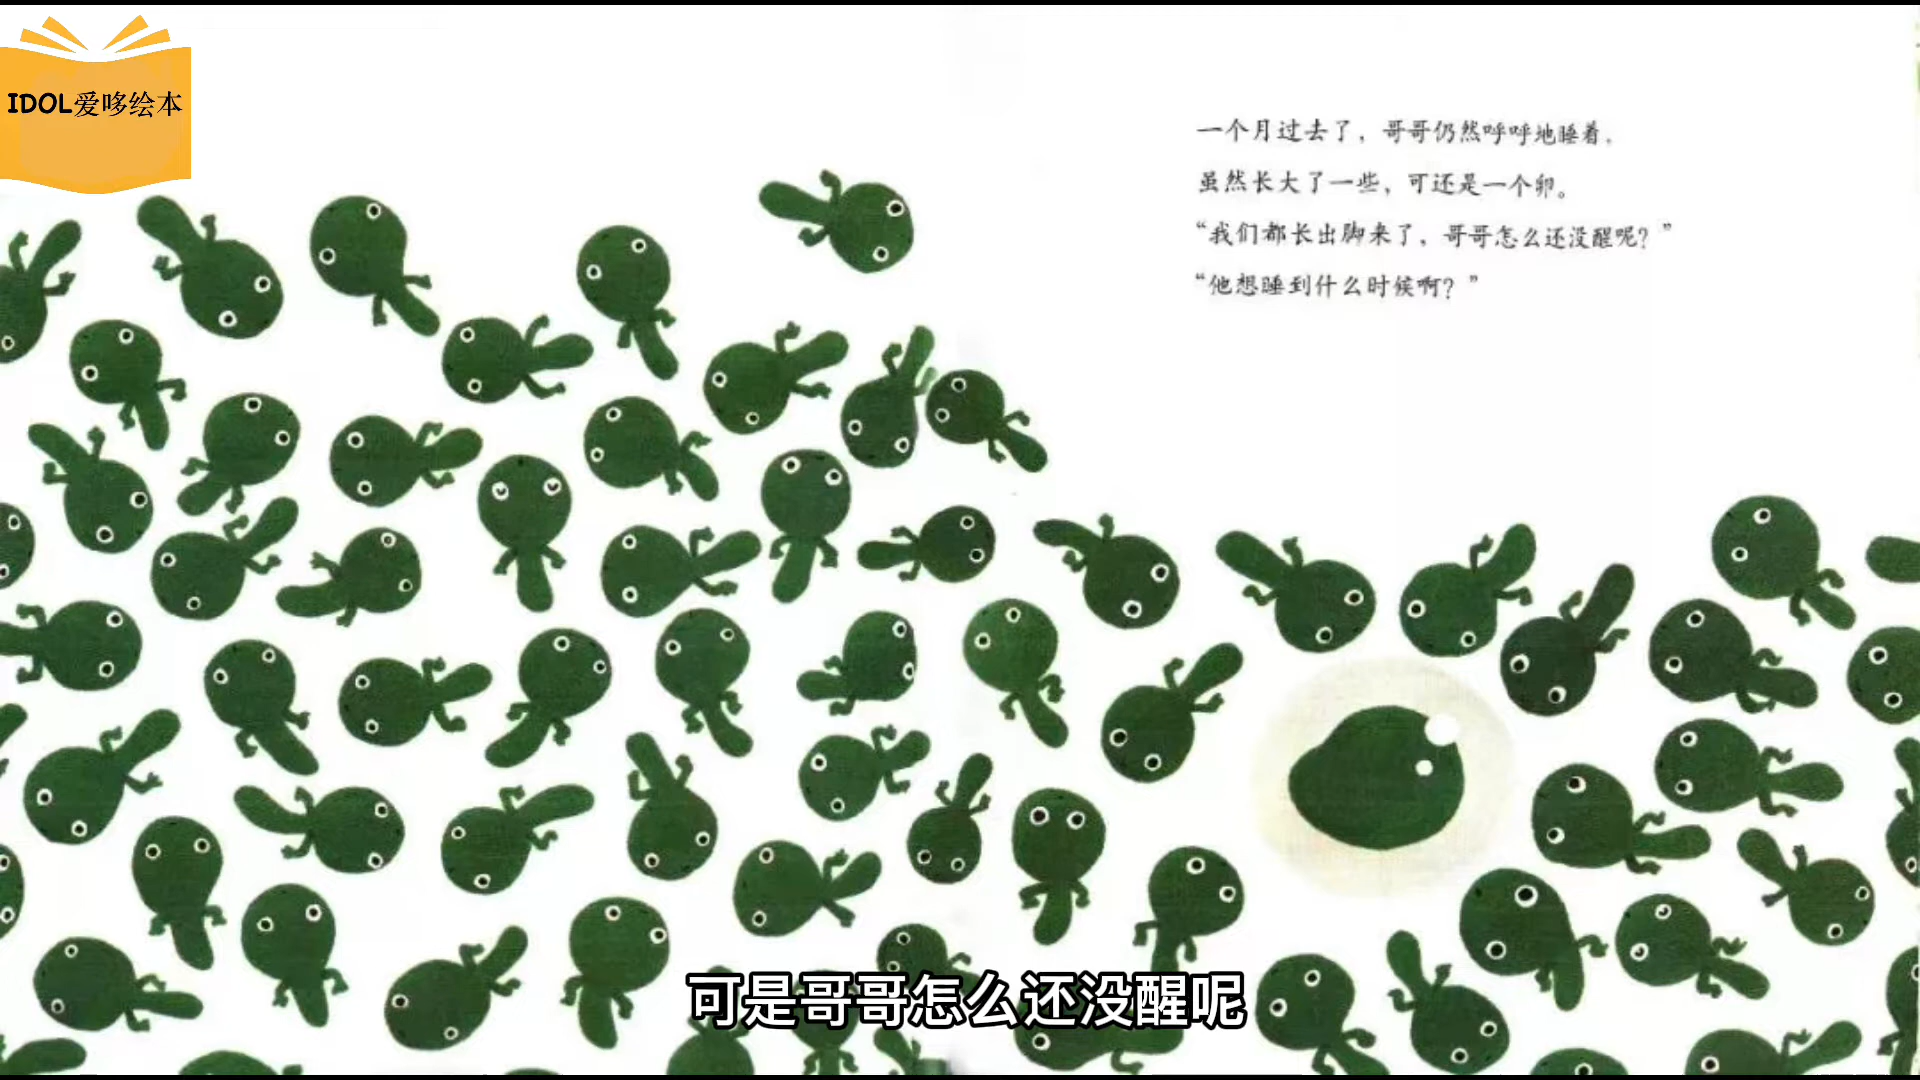 IDOL爱哆绘本
一个月过去了，哥哥仍然呼呼地睡着。
虽然长大了一些，可还是一个卵。
“我们都长出脚来了，哥哥怎么还没醒呢？”
“他想睡到什么时候啊？”
可是哥哥怎么还没醒呢